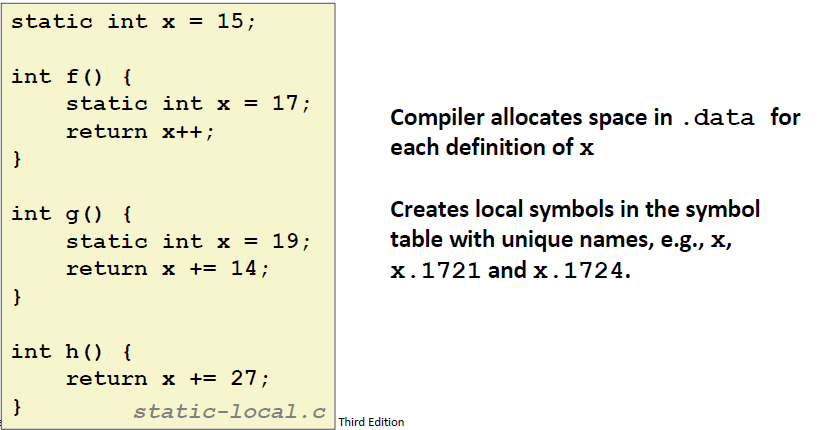 static int x = 15;
int f() {
    static int x = 17;
    return x++;
}
int g() {
    static int x = 19;
    return x += 14;
}
int h() {
    return x += 27;
}
static-local.c
Compiler allocates space in .data for
each definition of x
Creates local symbols in the symbol
table with unique names, e.g., x,
x.1721 and x.1724.
Third Edition